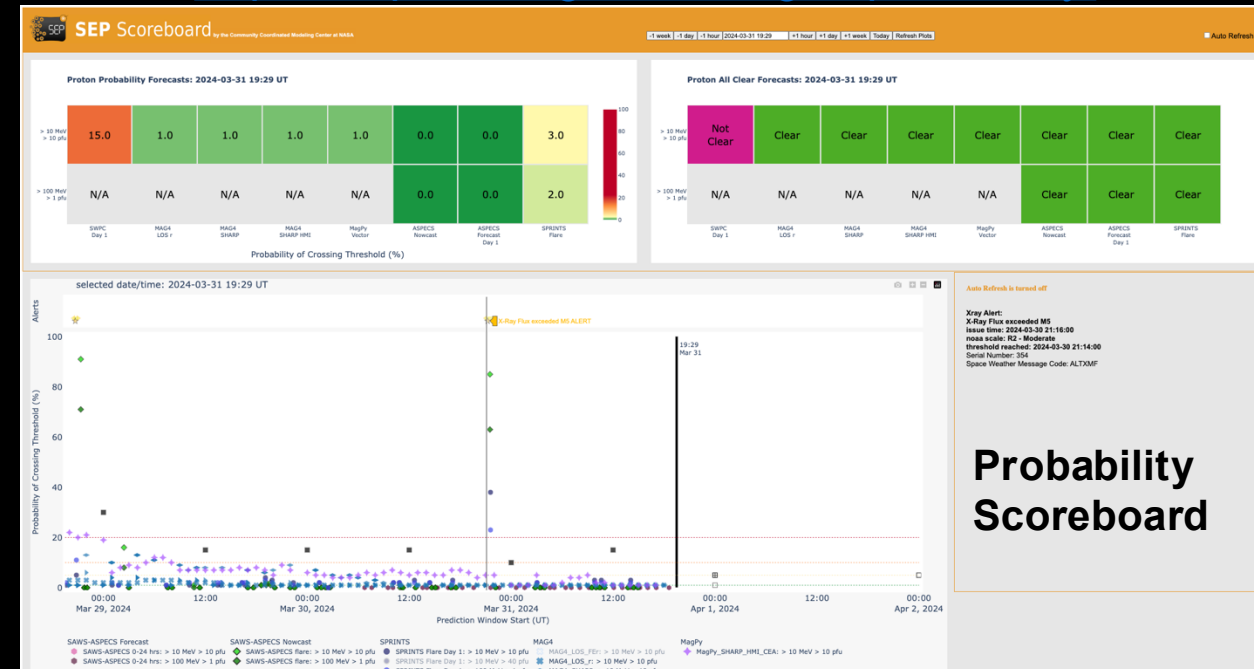 SEP
SEP Scoreboard by the Community Coordinated Modeling Center at NASA
-1 week -1 day -1 hour 2024-03-31 19:29 +1 hour +1 day +1 week Today Refresh Plots
Auto Refresh
Proton Probability Forecasts: 2024-03-31 19:29 UT
> 10 MeV
> 10 pfu
15.0 1.0 1.0 1.0 1.0 0.0 0.0 3.0
> 100 MeV
> 1 pfu
N/A N/A N/A N/A N/A 0.0 0.0 2.0
SWPC Day 1
MAG4 LOS r
MAG4 SHARP
MAG4 SHARP HMI
MagPy Vector
ASPECS Nowcast
ASPECS Forecast Day 1
SPRINTS Flare
Probability of Crossing Threshold (%)
100
80
60
40
20
0
Proton All Clear Forecasts: 2024-03-31 19:29 UT
> 10 MeV
> 10 pfu
Not Clear Clear Clear Clear Clear Clear Clear Clear
> 100 MeV
> 1 pfu
N/A N/A N/A N/A N/A Clear Clear Clear
SWPC Day 1
MAG4 LOS r
MAG4 SHARP
MAG4 SHARP HMI
MagPy Vector
ASPECS Nowcast
ASPECS Forecast Day 1
SPRINTS Flare
selected date/time: 2024-03-31 19:29 UT
Alerts
X-Ray Flux exceeded M5 ALERT
19:29
Mar 31
Probability of Crossing Threshold (%)
100
80
60
40
20
0
00:00 12:00 00:00 12:00 00:00 12:00 00:00 12:00 00:00
Mar 29, 2024 Mar 30, 2024 Mar 31, 2024 Apr 1, 2024 Apr 2, 2024
Prediction Window Start (UT)
SAWS-ASPECS Forecast
SAWS-ASPECS 0-24 hrs: > 10 MeV > 10 pfu
SAWS-ASPECS 0-24 hrs: > 100 MeV > 1 pfu
SAWS-ASPECS Nowcast
SAWS-ASPECS flare: > 10 MeV > 10 pfu
SAWS-ASPECS flare: > 100 MeV > 1 pfu
SPRINTS
SPRINTS Flare Day 1: > 10 MeV > 10 pfu
SPRINTS Flare Day 1: > 10 MeV > 40 pfu
MAG4
MAG4_LOS_FEr: > 10 MeV > 10 pfu
MAG4_LOS_r: > 10 MeV > 10 pfu
MagPy
MagPy_SHARP_HMI_CEA: > 10 MeV > 10 pfu
Auto Refresh is turned off
Xray Alert:
X-Ray Flux exceeded M5
issue time: 2024-03-30 21:16:00
noaa scale: R2 - Moderate
threshold reached: 2024-03-30 21:14:00
Serial Number: 354
Space Weather Message Code: ALTXMF
Probability
Scoreboard